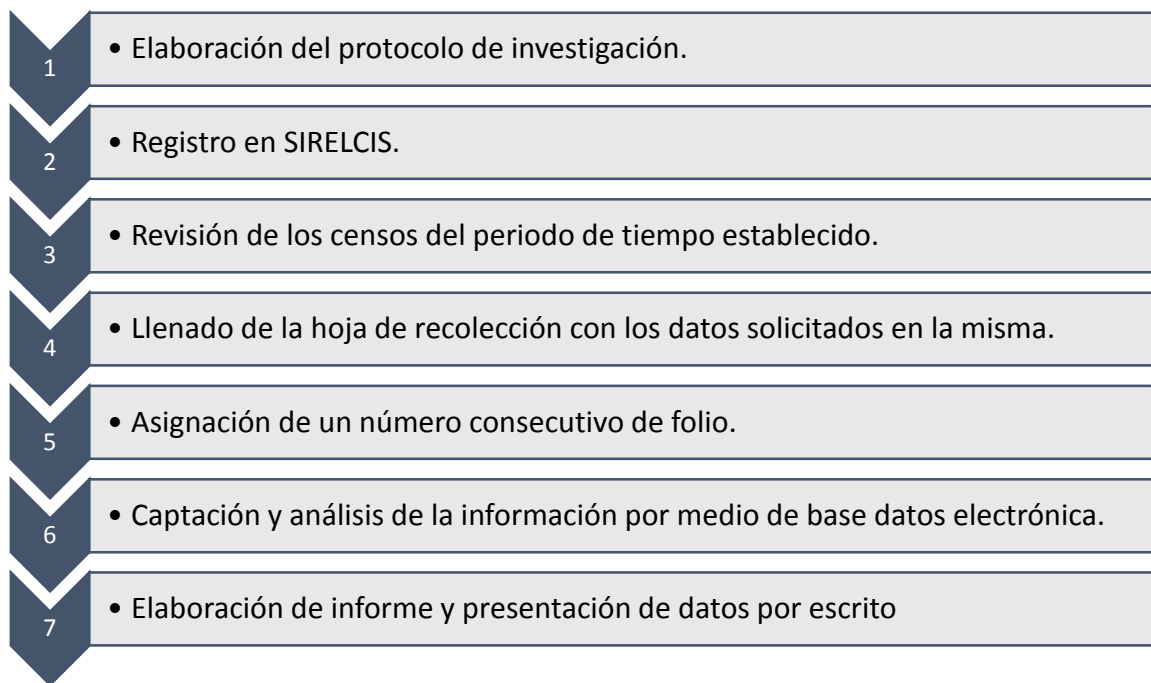 1 • Elaboración del protocolo de investigación.
2 • Registro en SIRELCIS.
3 • Revisión de los censos del periodo de tiempo establecido.
4 • Llenado de la hoja de recolección con los datos solicitados en la misma.
5 • Asignación de un número consecutivo de folio.
6 • Captación y análisis de la información por medio de base datos electrónica.
7 • Elaboración de informe y presentación de datos por escrito